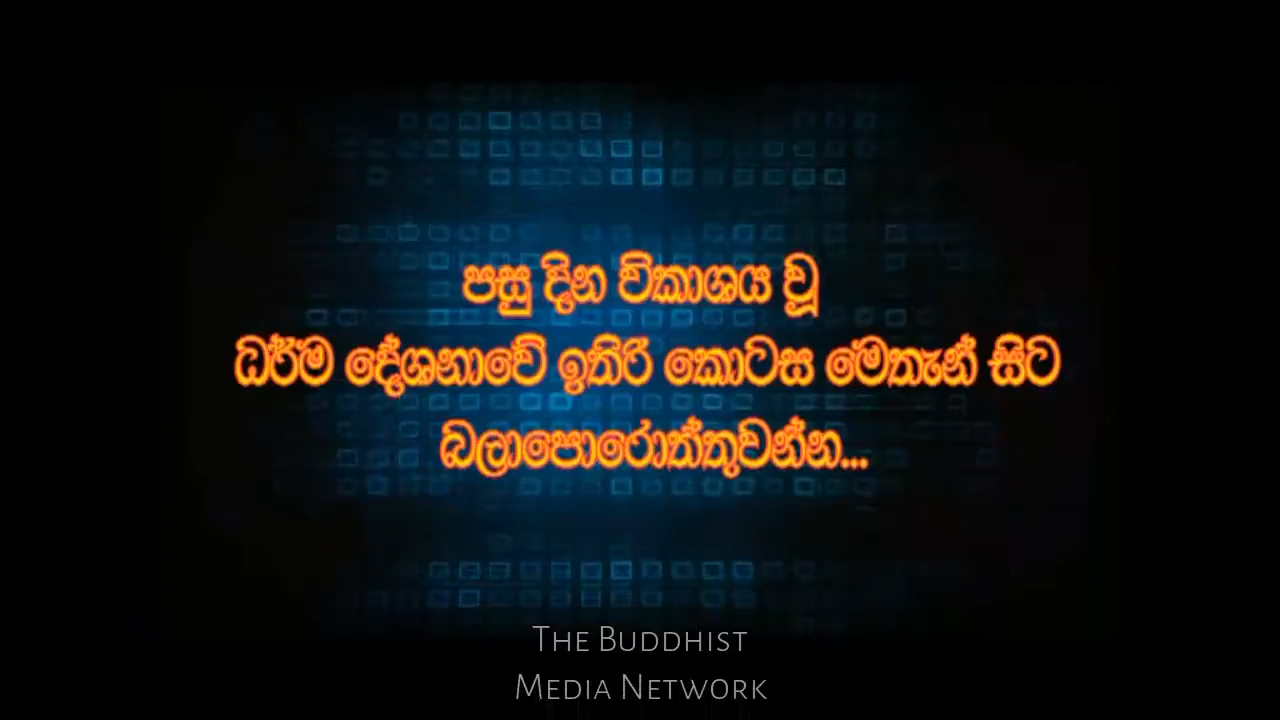 පසු දින විකාශය වූ
ධර්ම දේශනාවේ ඉතිරි කොටස මෙතැන් සිට
බලාපොරොත්තුවන්න...
The Buddhist
Media Network